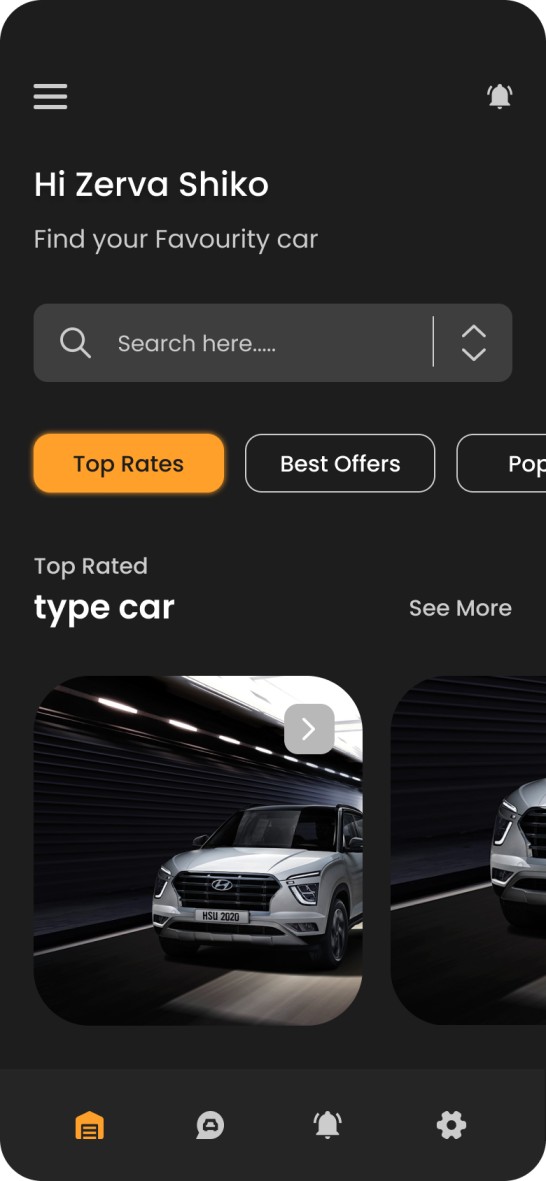 Hi Zerva Shiko
Find your Favourity car
Search here.....
Top Rates
Best Offers
Pop
Top Rated
type car
See More
HSU 2020